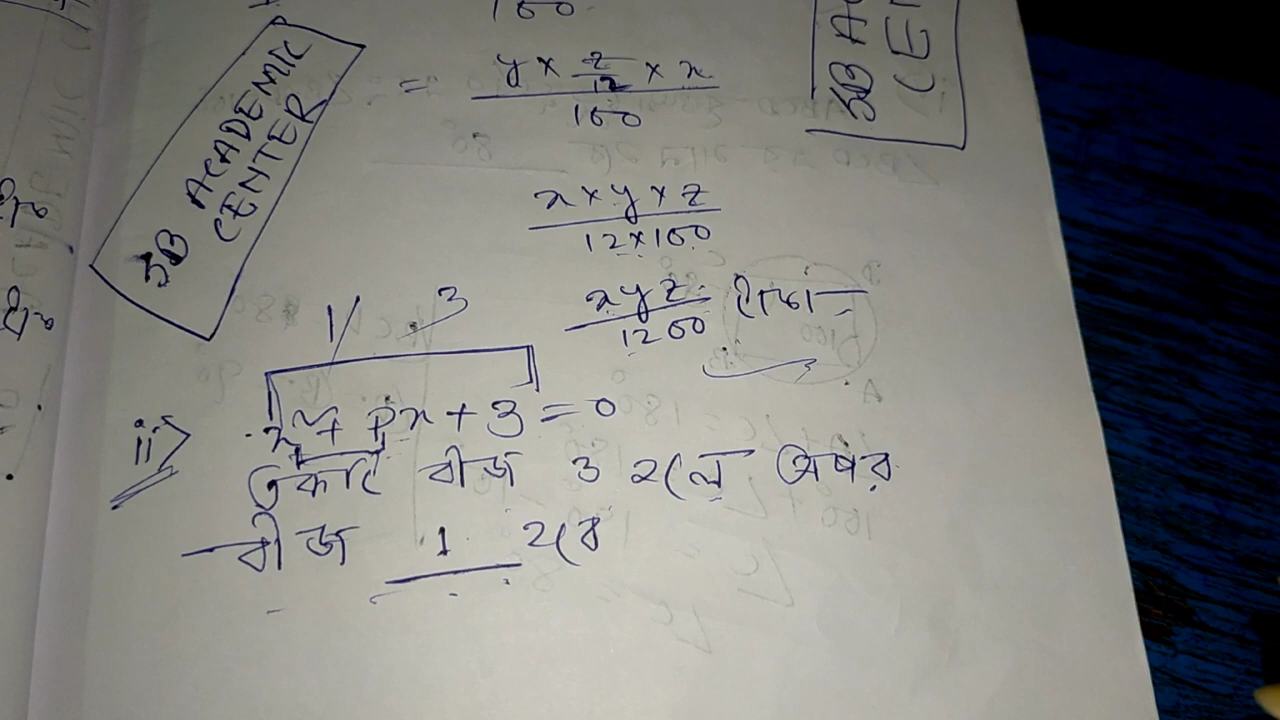 100
= y × z/12 × x / 100
x × y × z / 12 × 100
xyz / 1200 টাকা
SB ACADEMIC
CENTER
1 3
ii> x² + px + 3 = 0
একটি বীজ 3 হলে অপর
বীজ 1 হবে